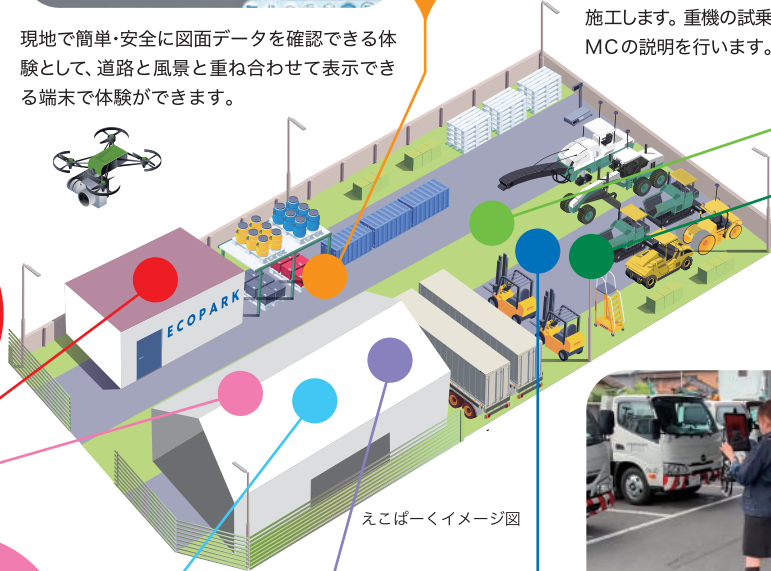 現地で簡単・安全に図面データを確認できる体
験として、道路と風景と重ね合わせて表示でき
る端末で体験ができます。
施工します。重機の試乗
MCの説明を行います。
ECOPARK
えこぱーくイメージ図